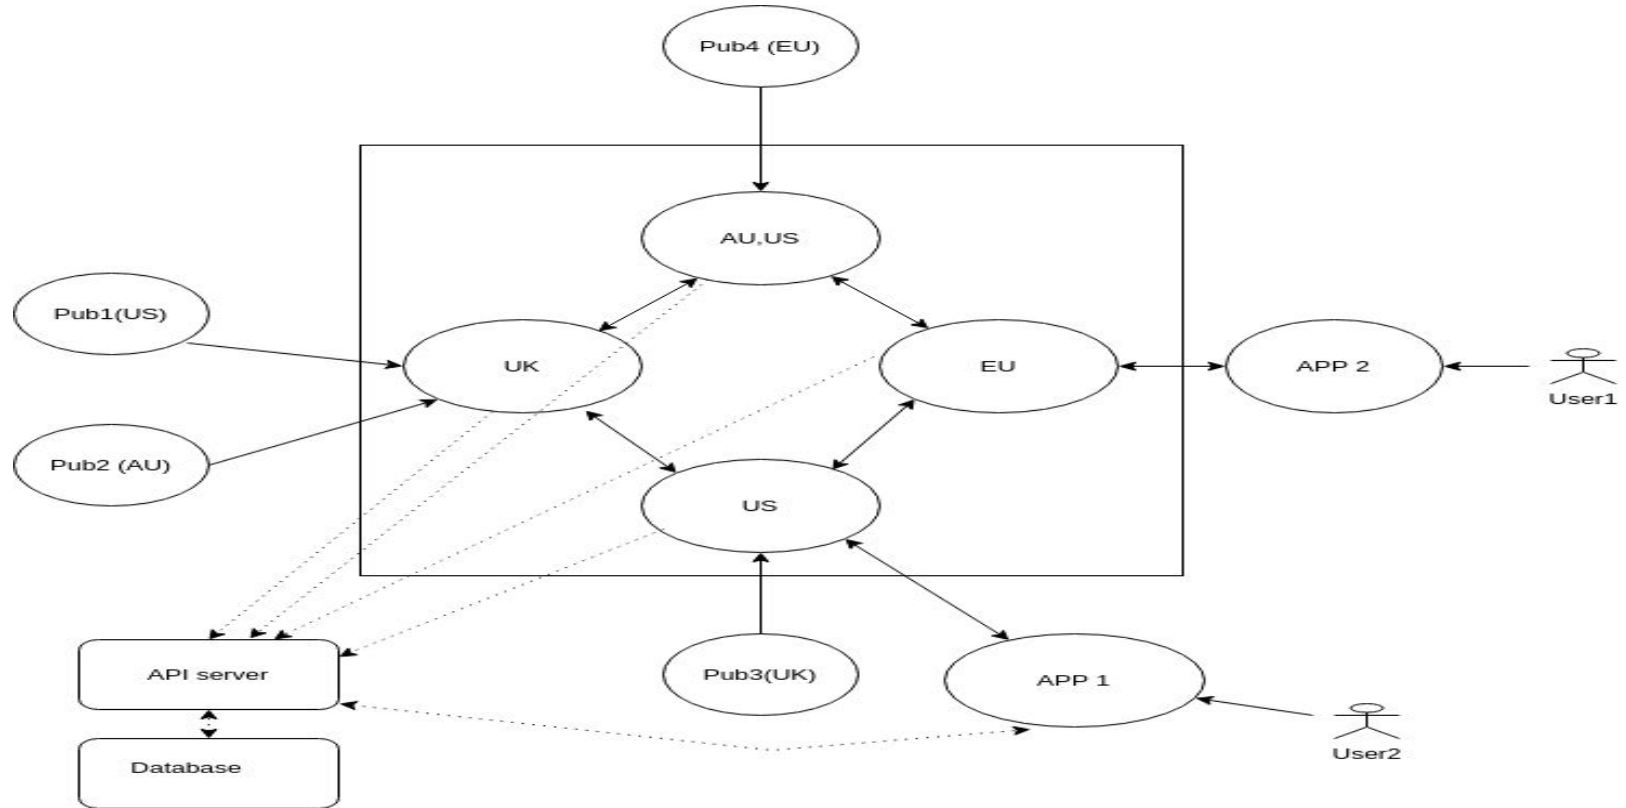 Pub4 (EU)
AU,US
Pub1(US)
UK
EU
APP 2
User1
Pub2 (AU)
US
API server
Pub3(UK)
APP 1
User2
Database